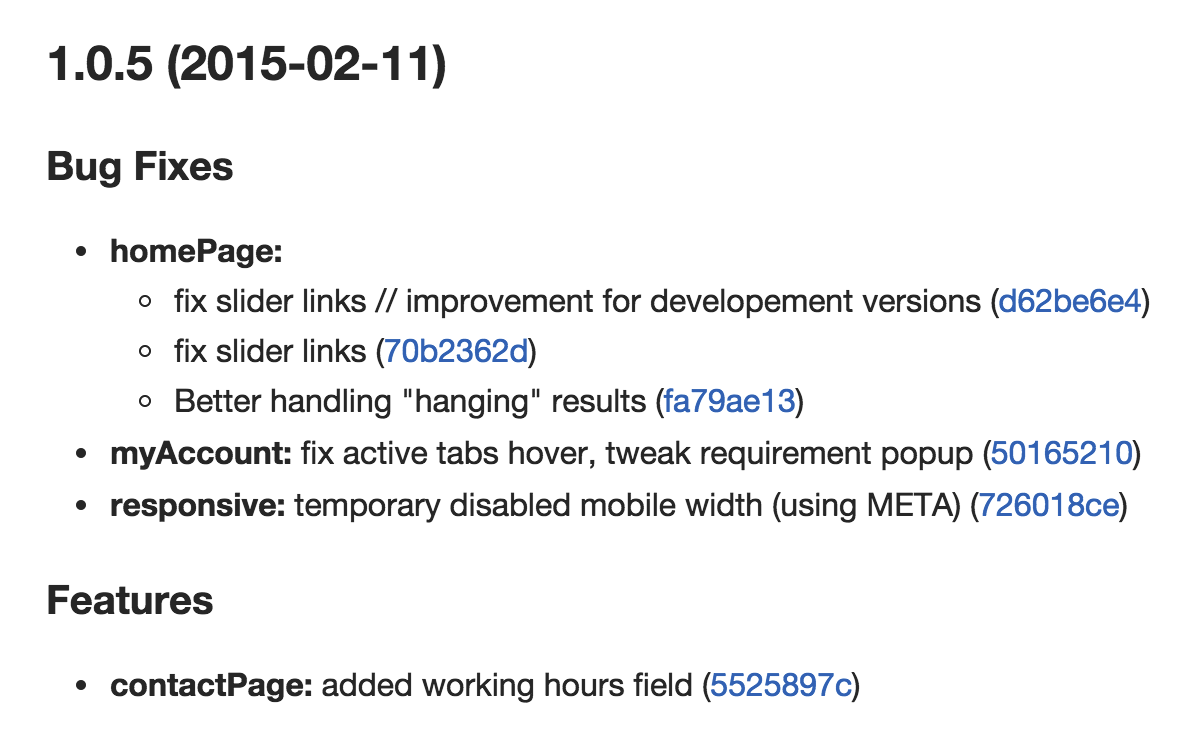 1.0.5 (2015-02-11)
Bug Fixes
homePage:
fix slider links // improvement for developement versions (d62be6e4)
fix slider links (70b2362d)
Better handling "hanging" results (fa79ae13)
myAccount: fix active tabs hover, tweak requirement popup (50165210)
responsive: temporary disabled mobile width (using META) (726018ce)
Features
contactPage: added working hours field (5525897c)